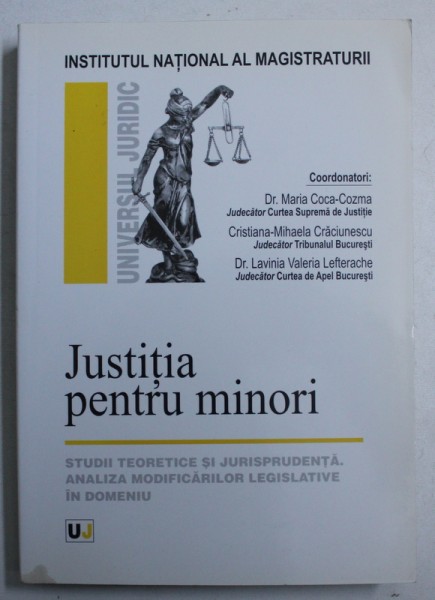 INSTITUTUL NAȚIONAL AL MAGISTRATURII
UNIVERSUL JURIDIC
Coordonatori:
Dr. Maria Coca-Cozma
Judecător Curtea Supremă de Justiție
Cristiana-Mihaela Crăciunescu
Judecător Tribunalul București
Dr. Lavinia Valeria Lefterache
Judecător Curtea de Apel București
Justiția
pentru minori
STUDII TEORETICE ȘI JURISPRUDENȚĂ.
ANALIZA MODIFICĂRILOR LEGISLATIVE
ÎN DOMENIU
UJ